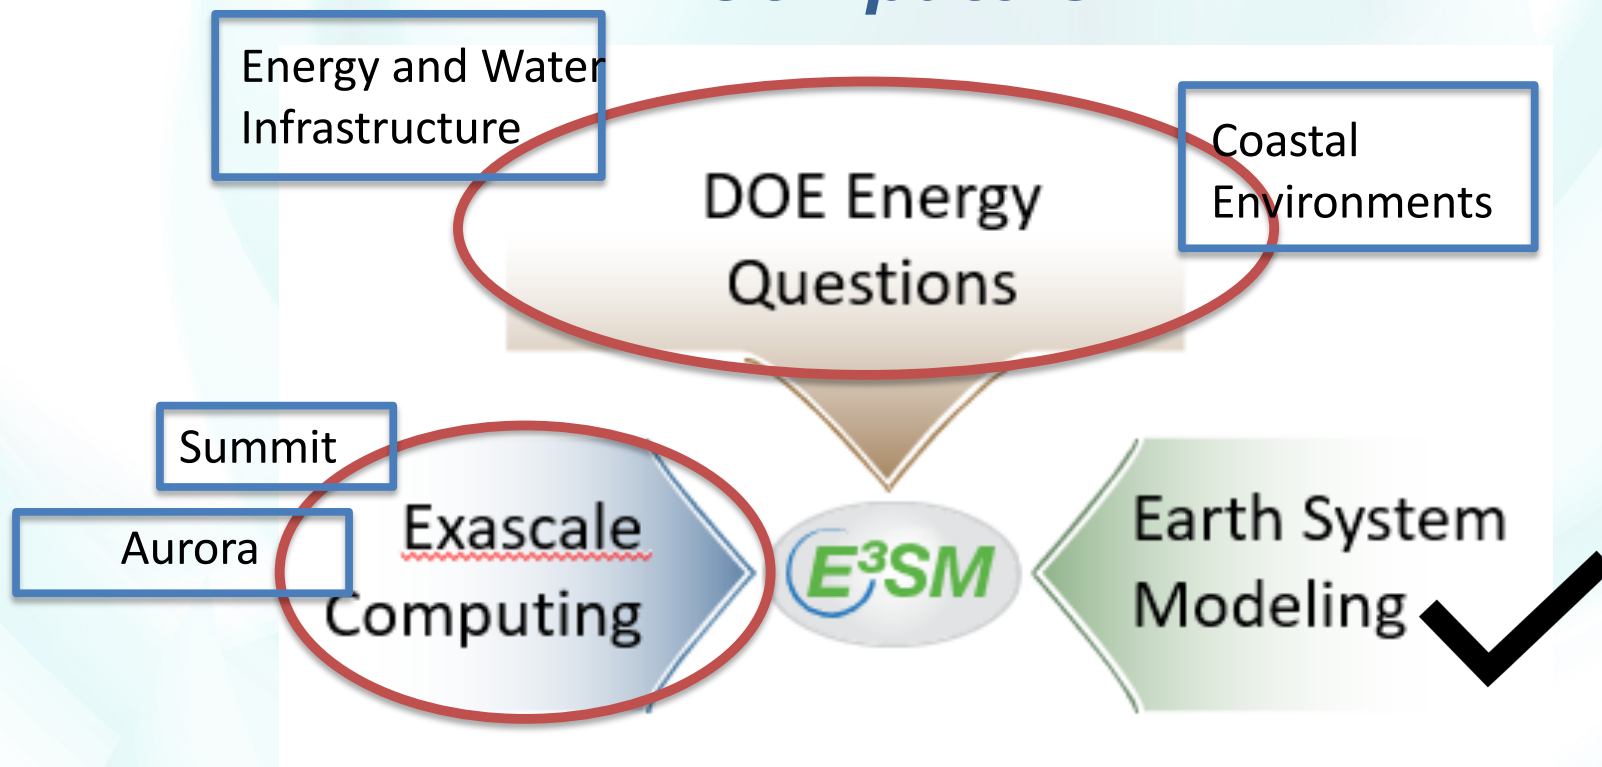 Energy and Water
Infrastructure
Coastal
Environments
DOE Energy
Questions
Summit
Aurora
Exascale
Computing
E³SM
Earth System
Modeling